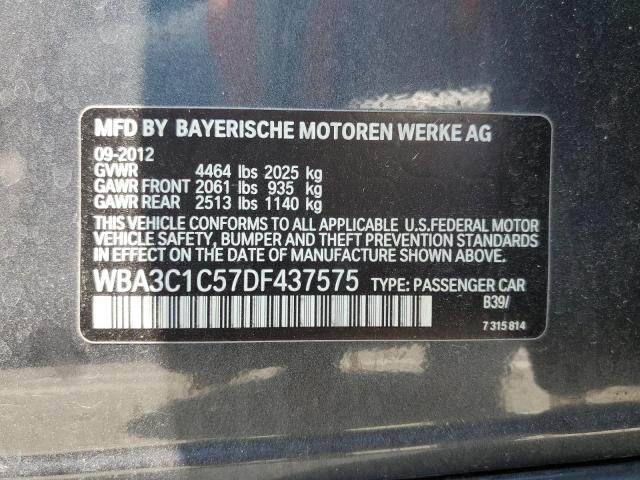 MFD BY BAYERISCHE MOTOREN WERKE AG
09-2012
GVWR 4464 lbs 2025 kg
GAWR FRONT 2061 lbs 935 kg
GAWR REAR 2513 lbs 1140 kg
THIS VEHICLE CONFORMS TO ALL APPLICABLE U.S.FEDERAL MOTOR
VEHICLE SAFETY, BUMPER AND THEFT PREVENTION STANDARDS
IN EFFECT ON THE DATE OF MANUFACTURE SHOWN ABOVE.
WBA3C1C57DF437575 TYPE: PASSENGER CAR
B39/
7 315 814